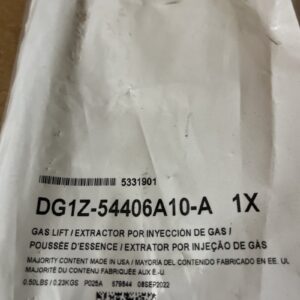 5331901
DG1Z-54406A10-A 1X
GAS LIFT / EXTRACTOR POR INYECCIÓN DE GAS /
POUSSÉE D'ESSENCE / EXTRATOR POR INJEÇÃO DE GÁS
MAJORITY CONTENT MADE IN USA / MAYORÍA DEL CONTENIDO FABRICADO EN EE. UU.
MAJORITÉ DU CONTENU FABRIQUÉE AUX É.-U.
0.50LBS / 0.23KGS P025A 579844 08SEP2022